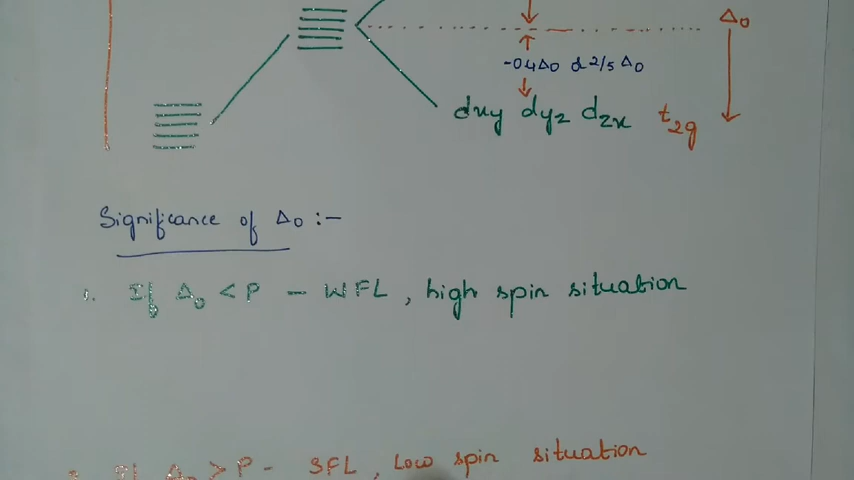 Δ₀
-0.4Δ₀ d 2/5 Δ₀
dxy dyz dzx t₂g
Significance of Δ₀ :-
1. If Δ₀ < P - WFL, high spin situation
2. If Δ₀ > P - SFL, Low spin situation